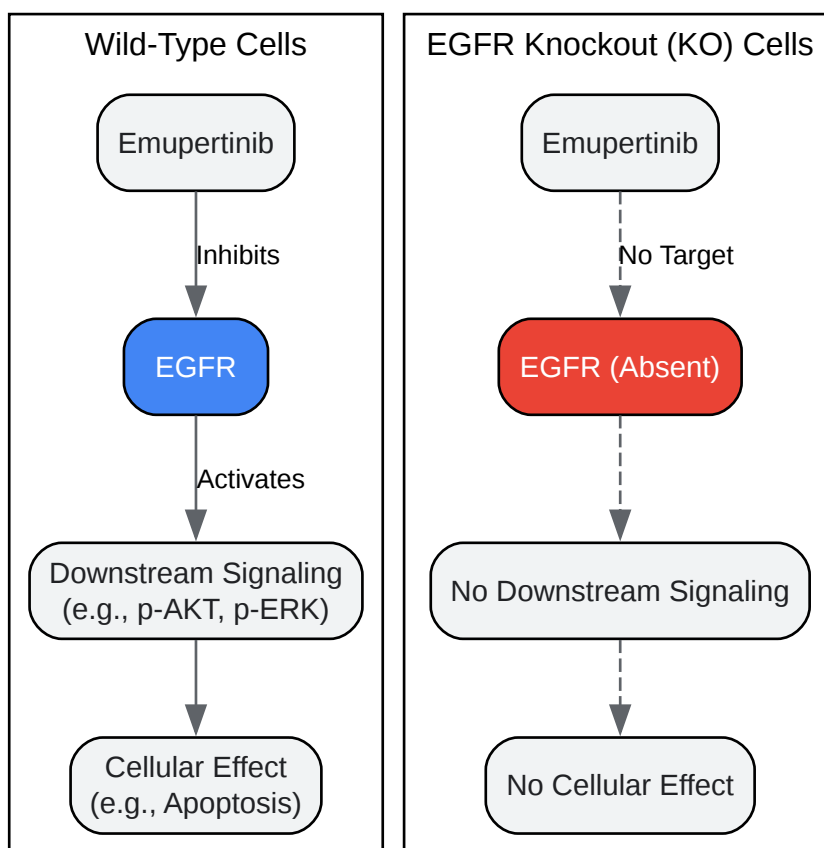 Wild-Type Cells
Emupertinib
Inhibits
EGFR
Activates
Downstream Signaling
(e.g., p-AKT, p-ERK)
Cellular Effect
(e.g., Apoptosis)
EGFR Knockout (KO) Cells
Emupertinib
No Target
EGFR (Absent)
No Downstream Signaling
No Cellular Effect